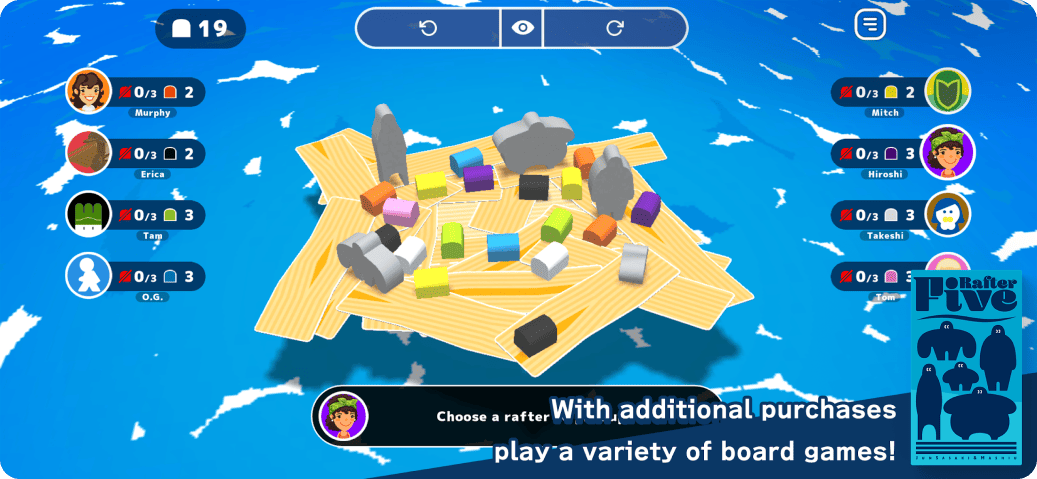 19
0/3 2
Murphy
0/3 2
Erica
0/3 3
Tam
0/3 3
O.G.
0/3 2
Mitch
0/3 3
Hiroshi
0/3 3
Takeshi
0/3 3
Tom
Choose a rafter
With additional purchases
play a variety of board games!
Rafter
Five